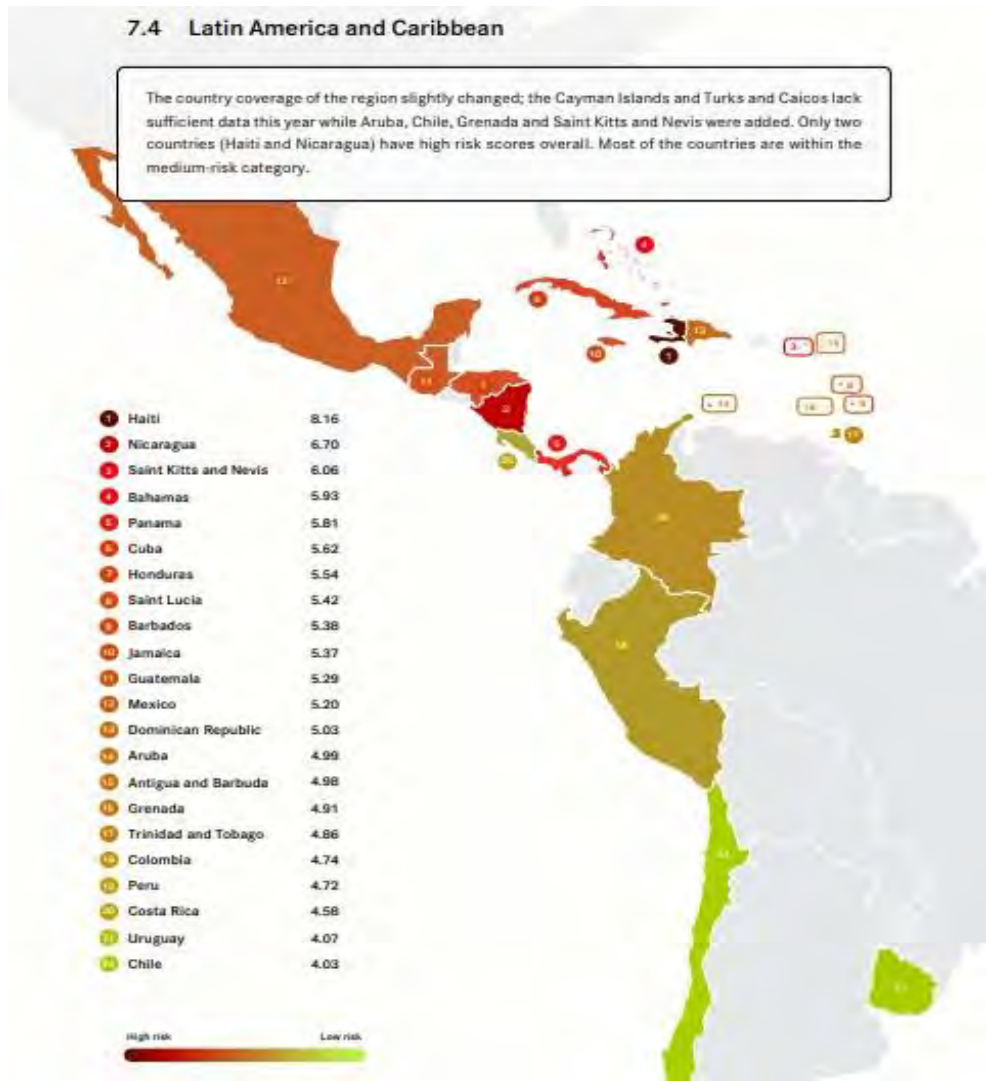 7.4 Latin America and Caribbean
The country coverage of the region slightly changed; the Cayman Islands and Turks and Caicos lack
sufficient data this year while Aruba, Chile, Grenada and Saint Kitts and Nevis were added. Only two
countries (Haiti and Nicaragua) have high risk scores overall. Most of the countries are within the
medium-risk category.
1 Haiti 8.16
2 Nicaragua 6.70
3 Saint Kitts and Nevis 6.06
4 Bahamas 5.93
5 Panama 5.81
6 Cuba 5.62
7 Honduras 5.54
8 Saint Lucia 5.42
9 Barbados 5.38
10 Jamaica 5.37
11 Guatemala 5.29
12 Mexico 5.20
13 Dominican Republic 5.03
14 Aruba 4.99
15 Antigua and Barbuda 4.98
16 Grenada 4.91
17 Trinidad and Tobago 4.86
18 Colombia 4.74
19 Peru 4.72
20 Costa Rica 4.58
21 Uruguay 4.07
22 Chile 4.03
High risk Low risk